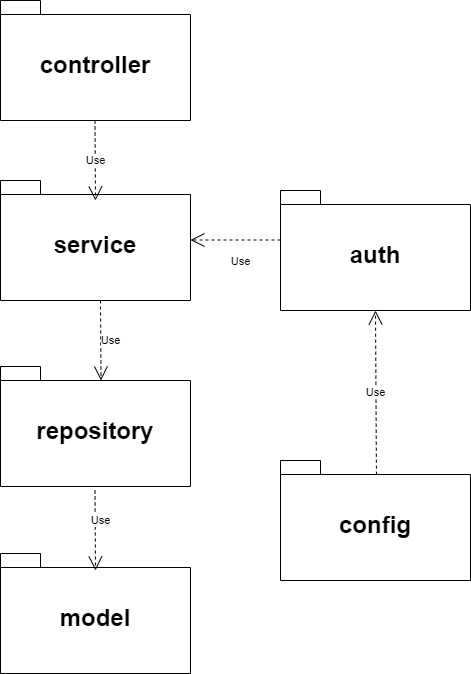 controller
Use
service
auth
Use
Use
repository
Use
config
Use
model